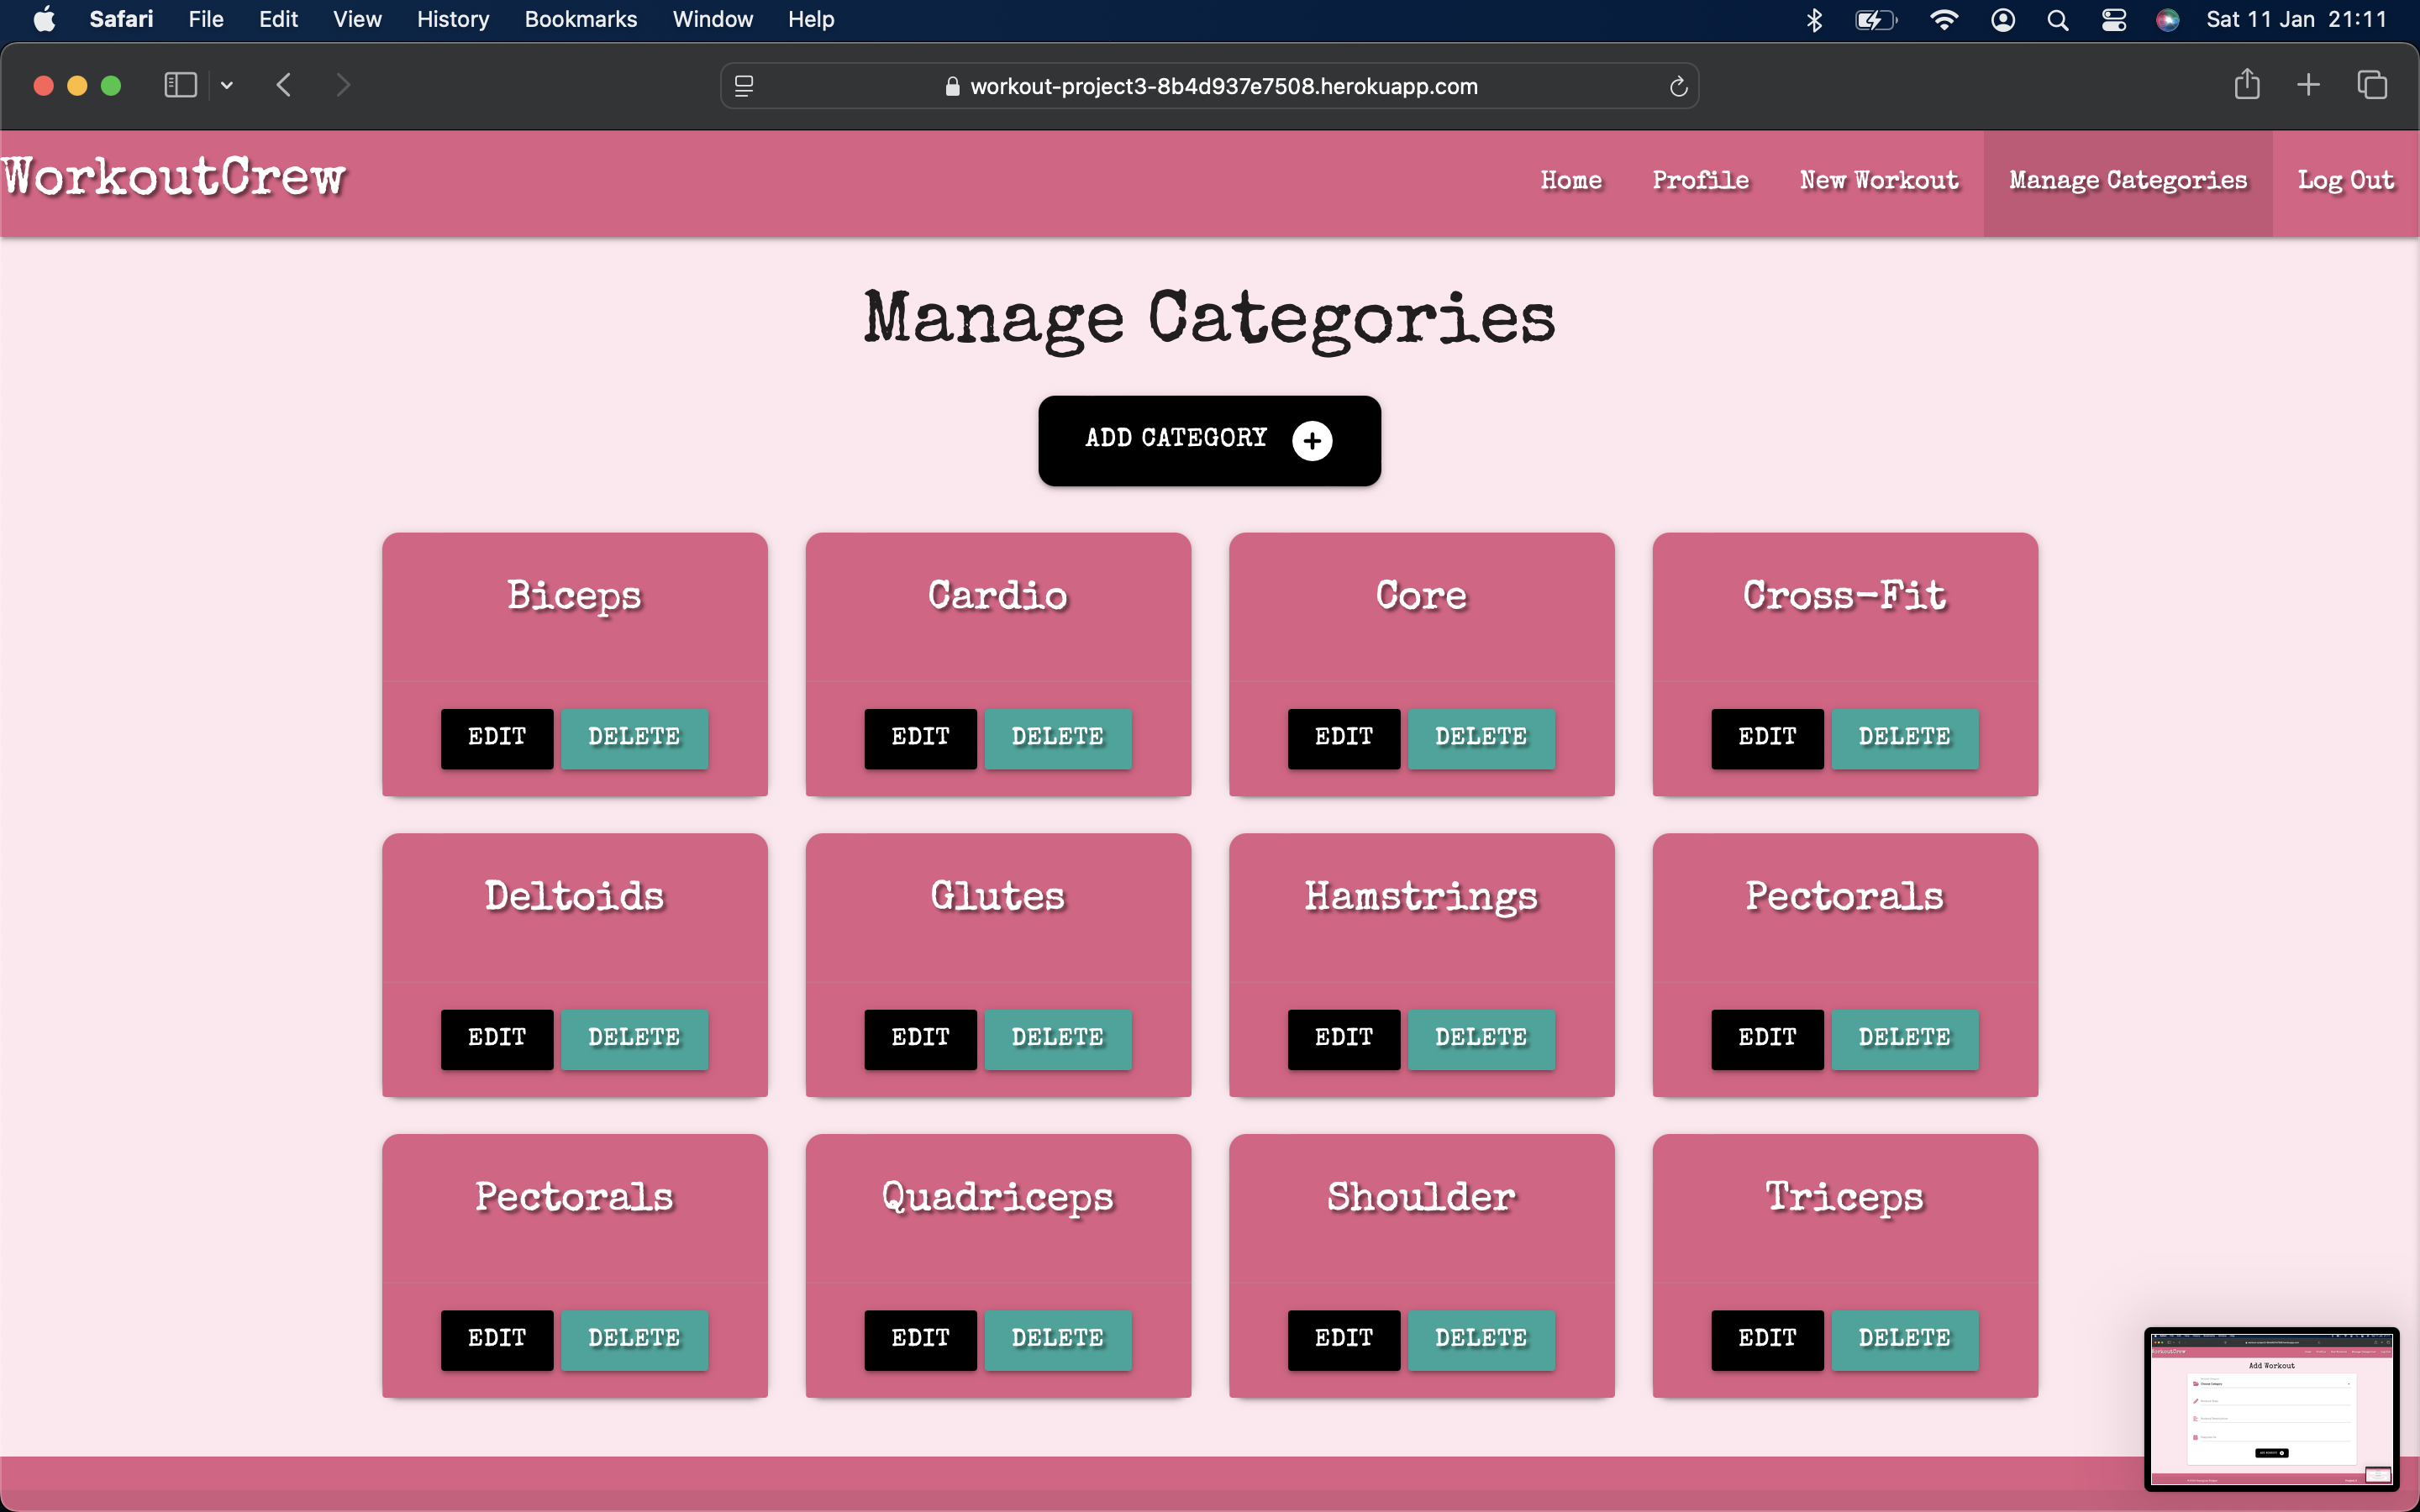 Safari File Edit View History Bookmarks Window Help Sat 11 Jan 21:11
workout-project3-8b4d937e7508.herokuapp.com
WorkoutCrew Home Profile New Workout Manage Categories Log Out
Manage Categories
ADD CATEGORY
Biceps Cardio Core Cross-Fit
EDIT DELETE EDIT DELETE EDIT DELETE EDIT DELETE
Deltoids Glutes Hamstrings Pectorals
EDIT DELETE EDIT DELETE EDIT DELETE EDIT DELETE
Pectorals Quadriceps Shoulder Triceps
EDIT DELETE EDIT DELETE EDIT DELETE EDIT DELETE
WorkoutCrew
Add Workout
Choose Category